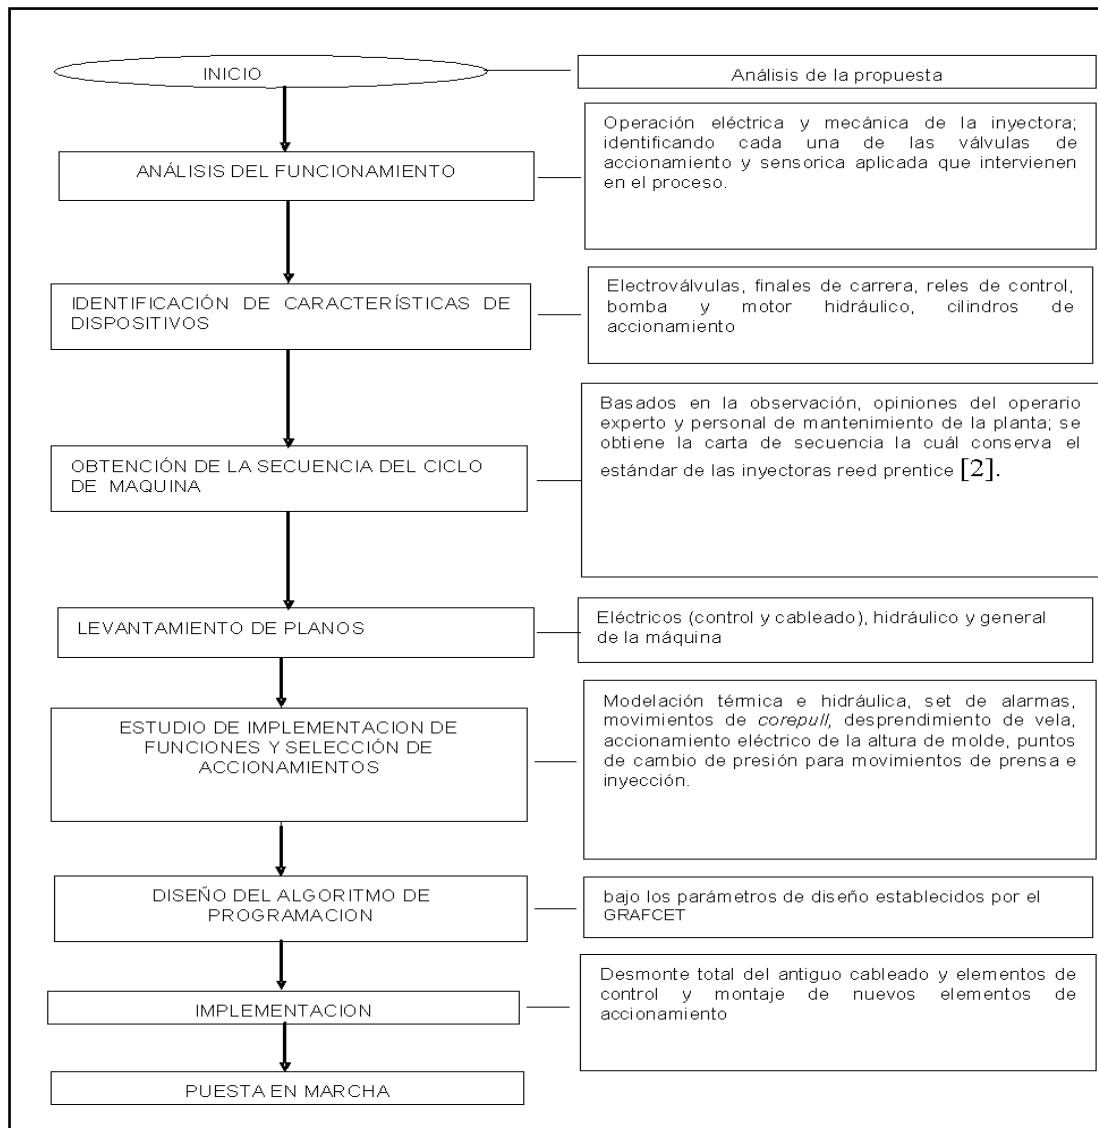 INICIO
Análisis de la propuesta
ANÁLISIS DEL FUNCIONAMIENTO
Operación eléctrica y mecánica de la inyectora;
identificando cada una de las válvulas de
accionamiento y sensorica aplicada que intervienen
en el proceso.
IDENTIFICACIÓN DE CARACTERÍSTICAS DE
DISPOSITIVOS
Electroválvulas, finales de carrera, reles de control,
bomba y motor hidráulico, cilindros de
accionamiento
OBTENCIÓN DE LA SECUENCIA DEL CICLO
DE MAQUINA
Basados en la observación, opiniones del operario
experto y personal de mantenimiento de la planta; se
obtiene la carta de secuencia la cuál conserva el
estándar de las inyectoras reed prentice [2].
LEVANTAMIENTO DE PLANOS
Eléctricos (control y cableado), hidráulico y general
de la máquina
ESTUDIO DE IMPLEMENTACION DE
FUNCIONES Y SELECCIÓN DE
ACCIONAMIENTOS
Modelación térmica e hidráulica, set de alarmas,
movimientos de corepull, desprendimiento de vela,
accionamiento eléctrico de la altura de molde, puntos
de cambio de presión para movimientos de prensa e
inyección.
DISEÑO DEL ALGORITMO DE
PROGRAMACION
bajo los parámetros de diseño establecidos por el
GRAFCET
IMPLEMENTACION
Desmonte total del antiguo cableado y elementos de
control y montaje de nuevos elementos de
accionamiento
PUESTA EN MARCHA